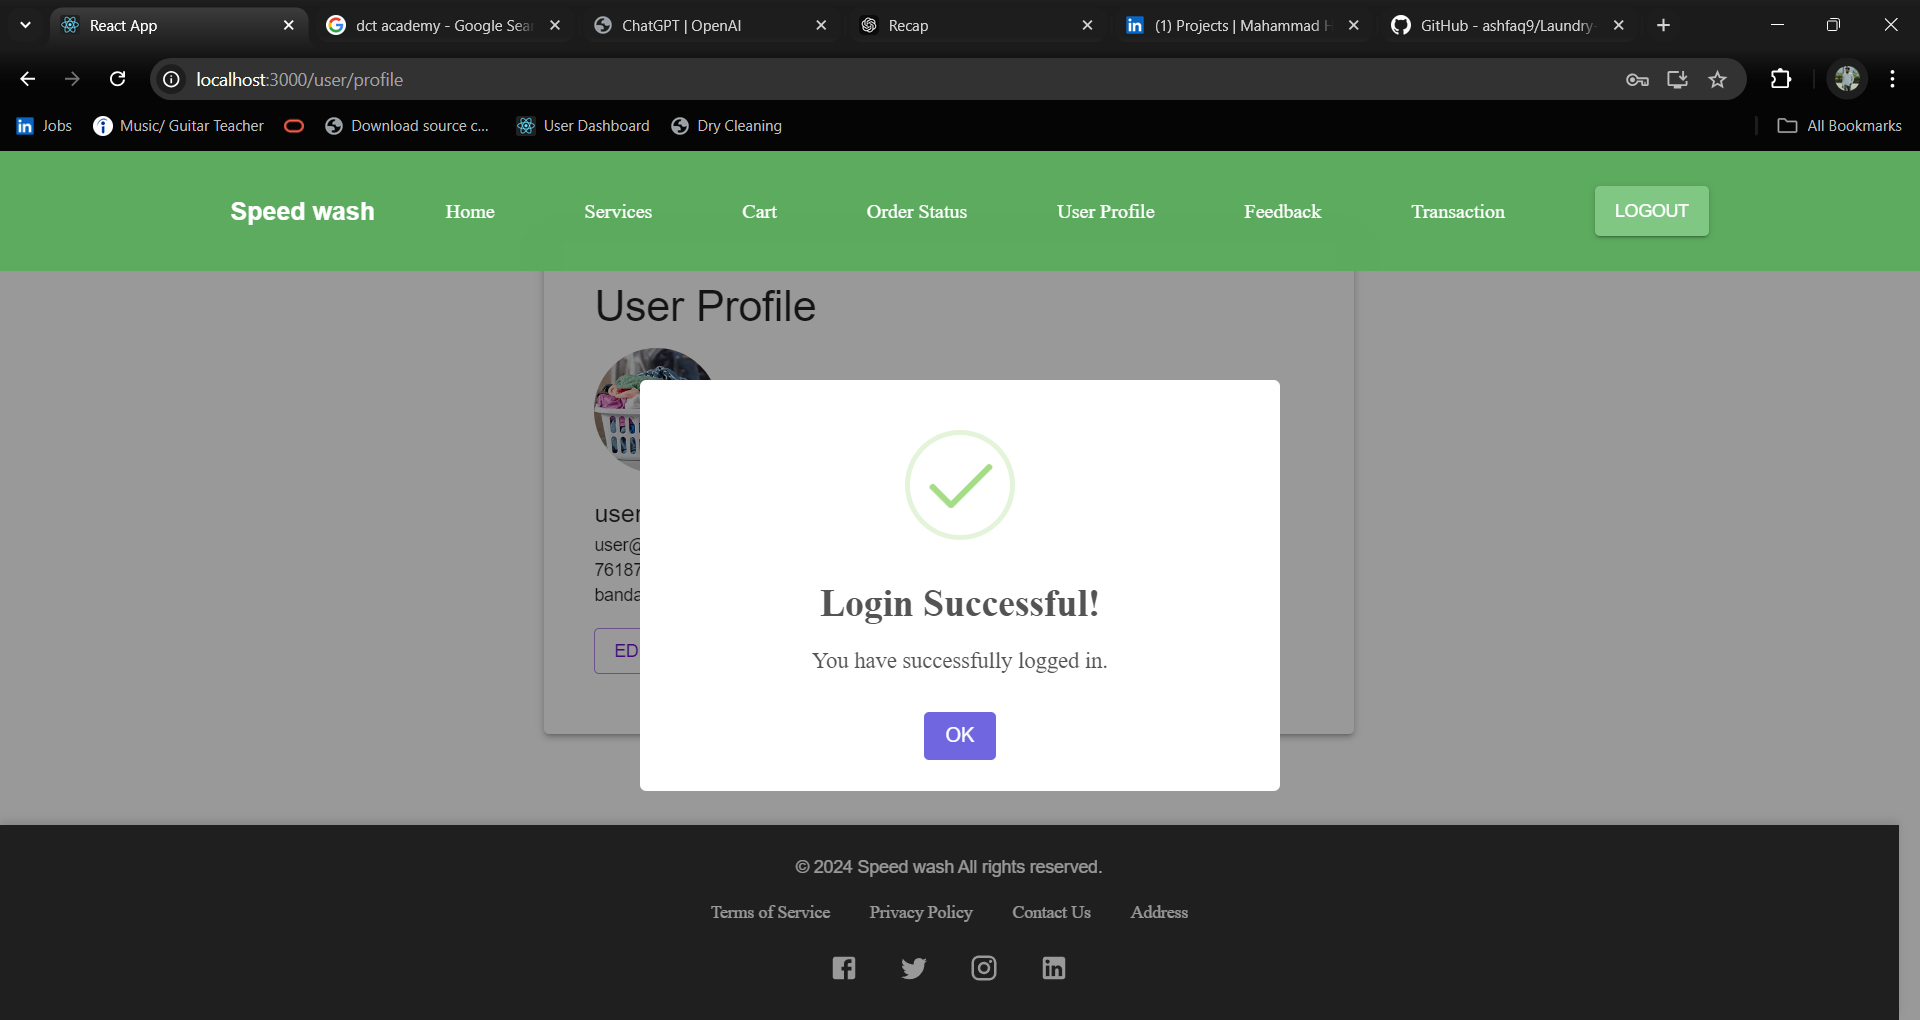 React App
dct academy - Google Sea
ChatGPT | OpenAI
Recap
(1) Projects | Mahammad H
GitHub - ashfaq9/Laundry-
localhost:3000/user/profile
Jobs
Music/ Guitar Teacher
Download source c...
User Dashboard
Dry Cleaning
All Bookmarks
Speed wash
Home
Services
Cart
Order Status
User Profile
Feedback
Transaction
LOGOUT
User Profile
user
user@
76187
banda
ED
Login Successful!
You have successfully logged in.
OK
© 2024 Speed wash All rights reserved.
Terms of Service
Privacy Policy
Contact Us
Address